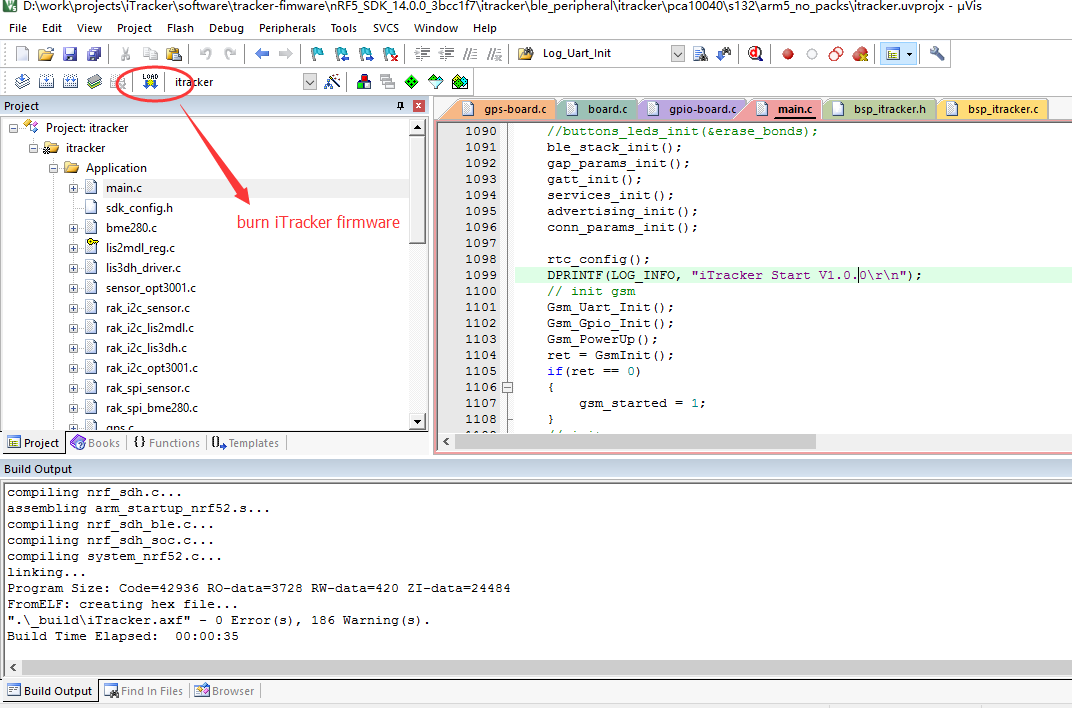 D:\work\projects\iTracker\software\tracker-fimware\nRF5_SDK_14.0.0_3bcc1f7\itracker\ble_peripheral\itracker\pca10040\s132\arm5_no_packs\itracker.uvprojx - µVis
File Edit View Project Flash Debug Peripherals Tools SVCS Window Help
Log_Uart_Init
LOAD
itracker
Project
gps-board.c board.c gpio-board.c main.c bsp_itracker.h bsp_itracker.c
Project: itracker
itracker
Application
main.c
sdk_config.h
bme280.c
lis2mdl_reg.c
lis3dh_driver.c
sensor_opt3001.c
rak_i2c_sensor.c
rak_i2c_lis2mdl.c
rak_i2c_lis3dh.c
rak_i2c_opt3001.c
rak_spi_sensor.c
rak_spi_bme280.c
gps.c
burn iTracker firmware
1090 //buttons_leds_init(&erase_bonds);
1091 ble_stack_init();
1092 gap_params_init();
1093 gatt_init();
1094 services_init();
1095 advertising_init();
1096 conn_params_init();
1097
1098 rtc_config();
1099 DPRINTF(LOG_INFO, "iTracker Start V1.0.0\r\n");
1100 // init gsm
1101 Gsm_Uart_Init();
1102 Gsm_Gpio_Init();
1103 Gsm_PowerUp();
1104 ret = GsmInit();
1105 if(ret == 0)
1106 {
1107 gsm_started = 1;
1108 }
Project Books {} Functions 0 Templates
Build Output
compiling nrf_sdh.c...
assembling arm_startup_nrf52.s...
compiling nrf_sdh_ble.c...
compiling nrf_sdh_soc.c...
compiling system_nrf52.c...
linking...
Program Size: Code=42936 RO-data=3728 RW-data=420 ZI-data=24484
FromELF: creating hex file...
".\_build\iTracker.axf" - 0 Error(s), 186 Warning(s).
Build Time Elapsed: 00:00:35
Build Output Find In Files Browser